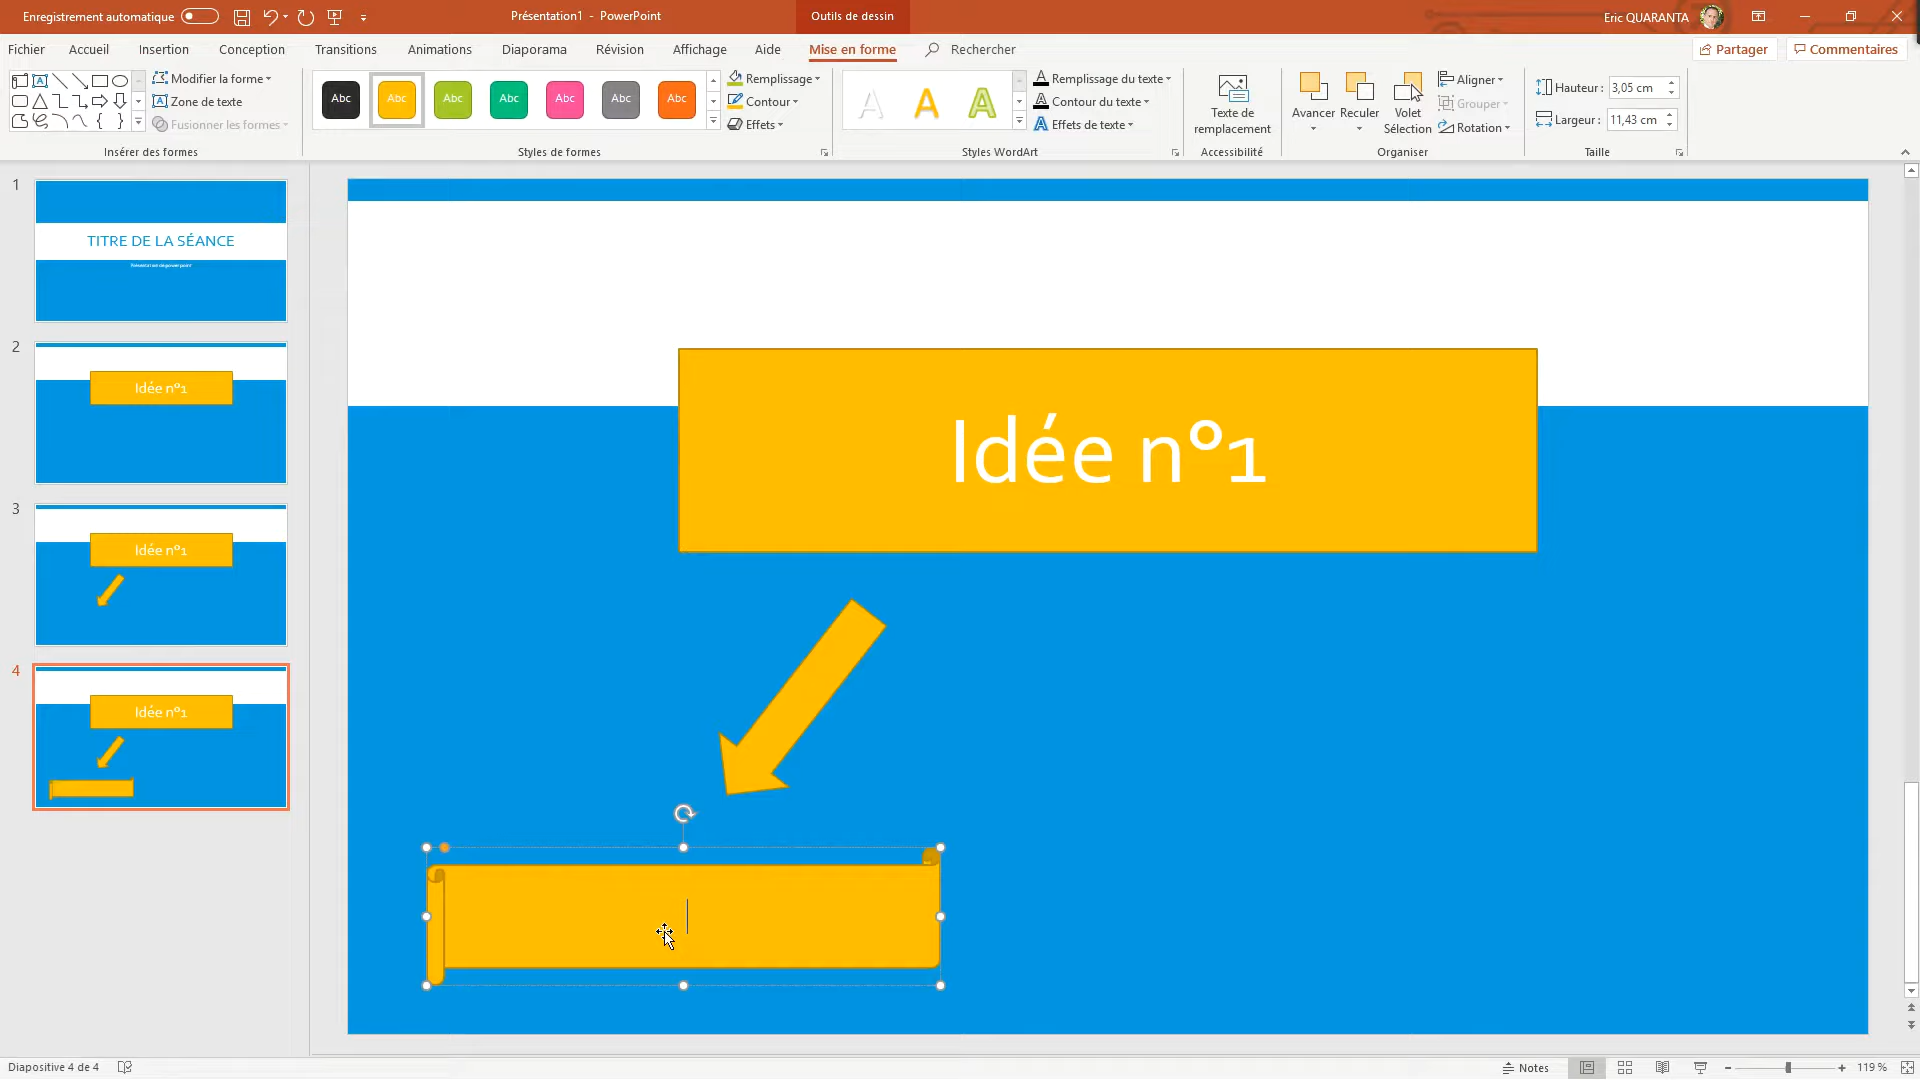 Enregistrement automatique
Présentation1 - PowerPoint
Outils de dessin
Eric QUARANTA
Fichier Accueil Insertion Conception Transitions Animations Diaporama Révision Affichage Aide Mise en forme Rechercher Partager Commentaires
Modifier la forme
Zone de texte
Fusionner les formes
Insérer des formes
Abc Abc Abc Abc Abc Abc Abc
Remplissage
Contour
Effets
Styles de formes
A A A
Remplissage du texte
Contour du texte
Effets de texte
Styles WordArt
Texte de
remplacement
Accessibilité
Avancer
Reculer
Volet
Sélection
Aligner
Grouper
Rotation
Organiser
Hauteur : 3,05 cm
Largeur : 11,43 cm
Taille
1
TITRE DE LA SÉANCE
2
Idée n°1
3
Idée n°1
4
Idée n°1
Idée n°1
Diapositive 4 de 4
Notes
119 %